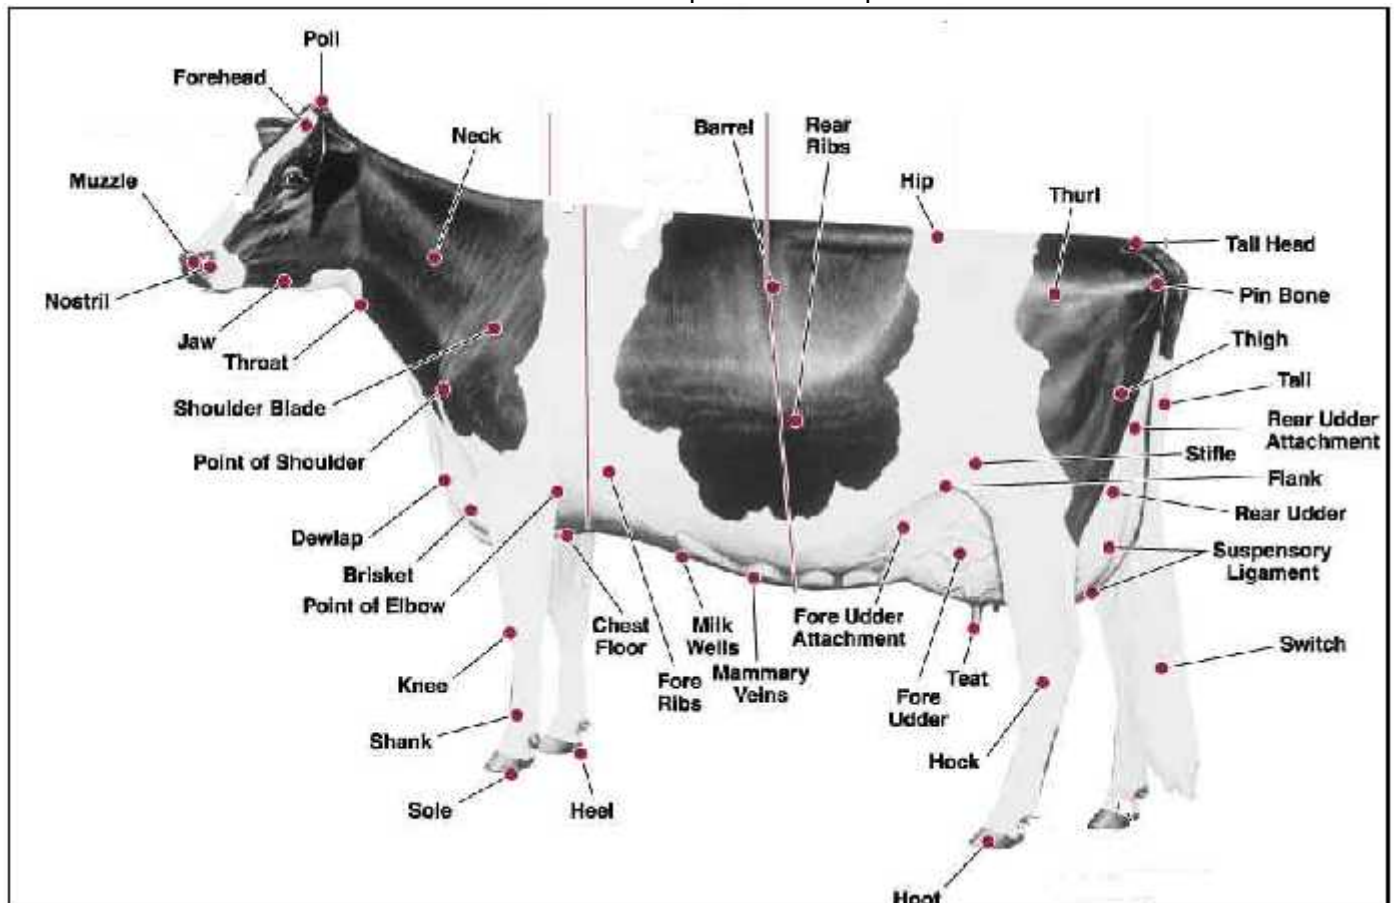 Poll
Forehead
Neck
Barrel
Rear
Ribs
Muzzle
Hip
Thurl
Tail Head
Nostril
Pin Bone
Jaw
Throat
Thigh
Shoulder Blade
Tail
Rear Udder
Attachment
Point of Shoulder
Stifle
Flank
Dewlap
Rear Udder
Brisket
Suspensory
Ligament
Point of Elbow
Chest
Floor
Milk
Wells
Fore Udder
Attachment
Switch
Knee
Fore
Ribs
Mammary
Veins
Teat
Fore
Udder
Shank
Hock
Sole
Heel
Hoof